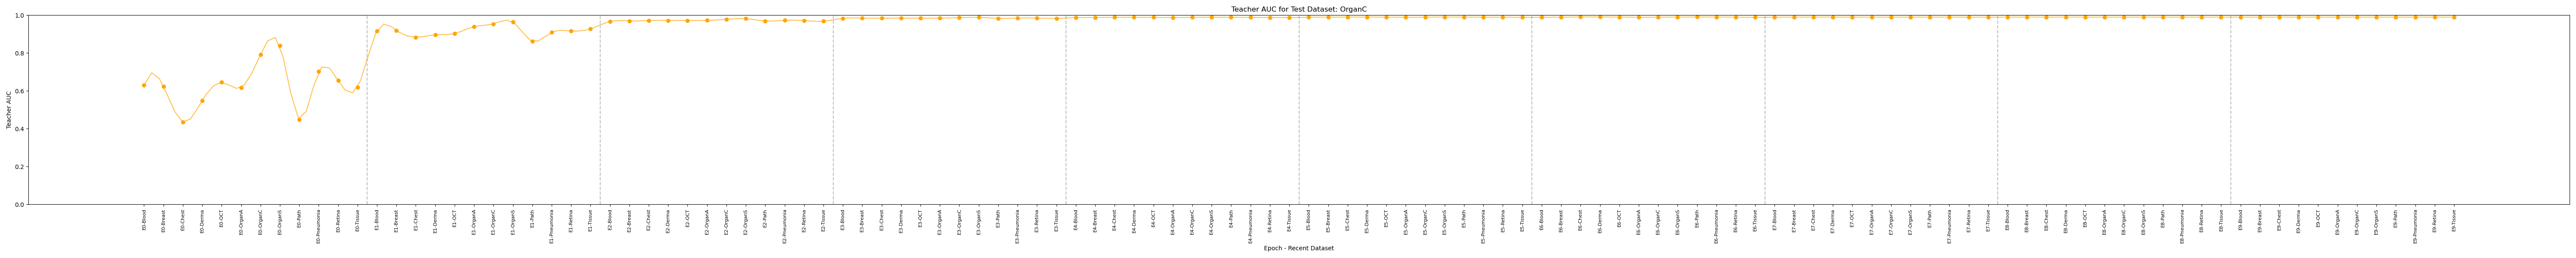 Teacher AUC for Test Dataset: OrganC
1.0
0.8
0.6
0.4
0.2
0.0
Teacher AUC
E0-Blood
E0-Breast
E0-Chest
E0-Derma
E0-OCT
E0-OrganA
E0-OrganC
E0-OrganS
E0-Path
E0-Pneumonia
E0-Retina
E0-Tissue
E1-Blood
E1-Breast
E1-Chest
E1-Derma
E1-OCT
E1-OrganA
E1-OrganC
E1-OrganS
E1-Path
E1-Pneumonia
E1-Retina
E1-Tissue
E2-Blood
E2-Breast
E2-Chest
E2-Derma
E2-OCT
E2-OrganA
E2-OrganC
E2-OrganS
E2-Path
E2-Pneumonia
E2-Retina
E2-Tissue
E3-Blood
E3-Breast
E3-Chest
E3-Derma
E3-OCT
E3-OrganA
E3-OrganC
E3-OrganS
E3-Path
E3-Pneumonia
E3-Retina
E3-Tissue
E4-Blood
E4-Breast
E4-Chest
E4-Derma
E4-OCT
E4-OrganA
E4-OrganC
E4-OrganS
E4-Path
E4-Pneumonia
E4-Retina
E4-Tissue
E5-Blood
E5-Breast
E5-Chest
E5-Derma
E5-OCT
E5-OrganA
E5-OrganC
E5-OrganS
E5-Path
E5-Pneumonia
E5-Retina
E5-Tissue
E6-Blood
E6-Breast
E6-Chest
E6-Derma
E6-OCT
E6-OrganA
E6-OrganC
E6-OrganS
E6-Path
E6-Pneumonia
E6-Retina
E6-Tissue
E7-Blood
E7-Breast
E7-Chest
E7-Derma
E7-OCT
E7-OrganA
E7-OrganC
E7-OrganS
E7-Path
E7-Pneumonia
E7-Retina
E7-Tissue
E8-Blood
E8-Breast
E8-Chest
E8-Derma
E8-OCT
E8-OrganA
E8-OrganC
E8-OrganS
E8-Path
E8-Pneumonia
E8-Retina
E8-Tissue
E9-Blood
E9-Breast
E9-Chest
E9-Derma
E9-OCT
E9-OrganA
E9-OrganC
E9-OrganS
E9-Path
E9-Pneumonia
E9-Retina
E9-Tissue
Epoch - Recent Dataset